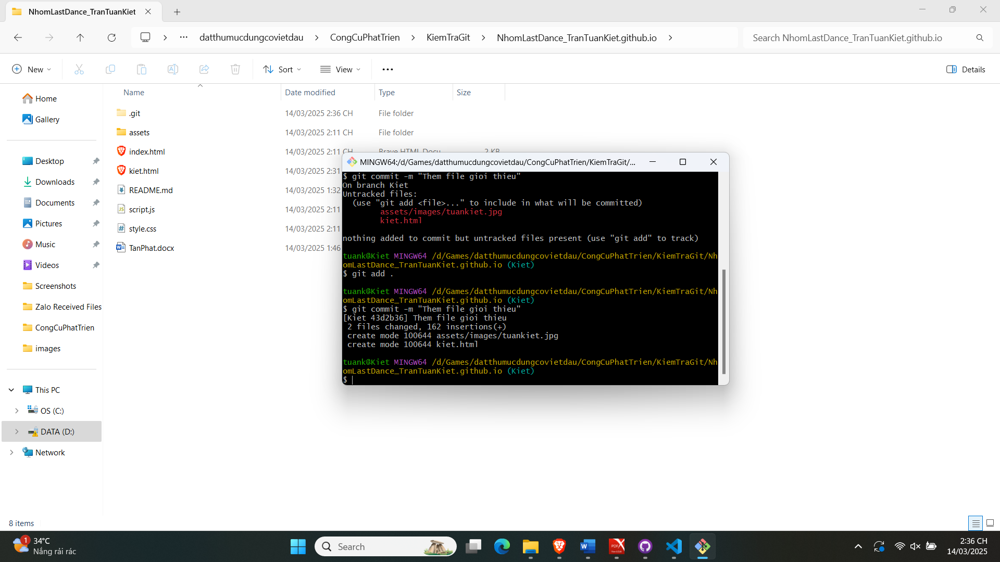 NhomLastDance_TranTuanKiet
datthumucdungcovietdau
CongCuPhatTrien
KiemTraGit
NhomLastDance_TranTuanKiet.github.io
Search NhomLastDance_TranTuanKiet.github.io
New
Sort
View
Details
Name Date modified Type Size
.git 14/03/2025 2:36 CH File folder
assets 14/03/2025 2:11 CH File folder
index.html 14/03/2025 2:11 CH Brave HTML Docu... 2 KB
kiet.html 14/03/2025 2:31
README.md 14/03/2025 1:32
script.js 14/03/2025 2:11
style.css 14/03/2025 2:11
TanPhat.docx 14/03/2025 1:46
Home
Gallery
Desktop
Downloads
Documents
Pictures
Music
Videos
Screenshots
Zalo Received Files
CongCuPhatTrien
images
This PC
OS (C:)
DATA (D:)
Network
MINGW64:/d/Games/datthumucdungcovietdau/CongCuPhatTrien/KiemTraGit/...
$ git commit -m "Them file gioi thieu"
On branch Kiet
Untracked files:
(use "git add <file>..." to include in what will be committed)
assets/images/tuankiet.jpg
kiet.html
nothing added to commit but untracked files present (use "git add" to track)
tuank@Kiet MINGW64 /d/Games/datthumucdungcovietdau/CongCuPhatTrien/KiemTraGit/Nh
omLastDance_TranTuanKiet.github.io (Kiet)
$ git add .
tuank@Kiet MINGW64 /d/Games/datthumucdungcovietdau/CongCuPhatTrien/KiemTraGit/Nh
omLastDance_TranTuanKiet.github.io (Kiet)
$ git commit -m "Them file gioi thieu"
[Kiet 43d2b36] Them file gioi thieu
2 files changed, 162 insertions(+)
create mode 100644 assets/images/tuankiet.jpg
create mode 100644 kiet.html
tuank@Kiet MINGW64 /d/Games/datthumucdungcovietdau/CongCuPhatTrien/KiemTraGit/Nh
omLastDance_TranTuanKiet.github.io (Kiet)
$
8 items
1
34°C
Nắng rải rác
Search
2:36 CH
14/03/2025